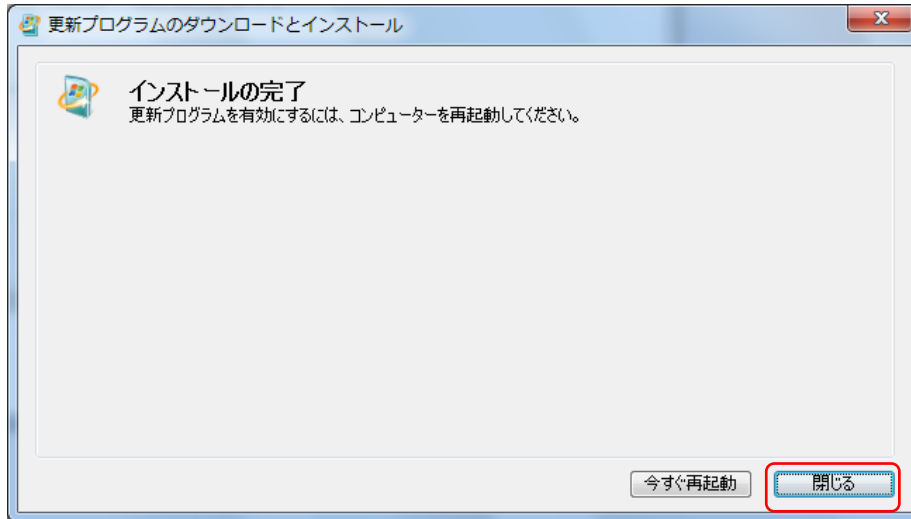 更新プログラムのダウンロードとインストール
インストールの完了
更新プログラムを有効にするには、コンピューターを再起動してください。
今すぐ再起動
閉じる